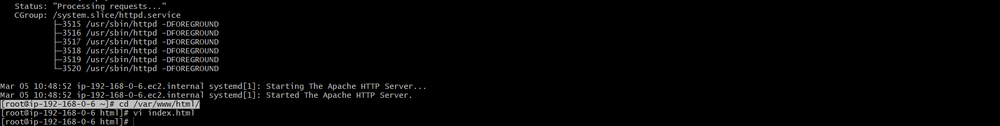 Status: "Processing requests..."
CGroup: /system.slice/httpd.service
├─3515 /usr/sbin/httpd -DFOREGROUND
├─3516 /usr/sbin/httpd -DFOREGROUND
├─3517 /usr/sbin/httpd -DFOREGROUND
├─3518 /usr/sbin/httpd -DFOREGROUND
├─3519 /usr/sbin/httpd -DFOREGROUND
└─3520 /usr/sbin/httpd -DFOREGROUND
Mar 05 10:48:52 ip-192-168-0-6.ec2.internal systemd[1]: Starting The Apache HTTP Server...
Mar 05 10:48:52 ip-192-168-0-6.ec2.internal systemd[1]: Started The Apache HTTP Server.
[root@ip-192-168-0-6 ~]# cd /var/www/html/
[root@ip-192-168-0-6 html]# vi index.html
[root@ip-192-168-0-6 html]#